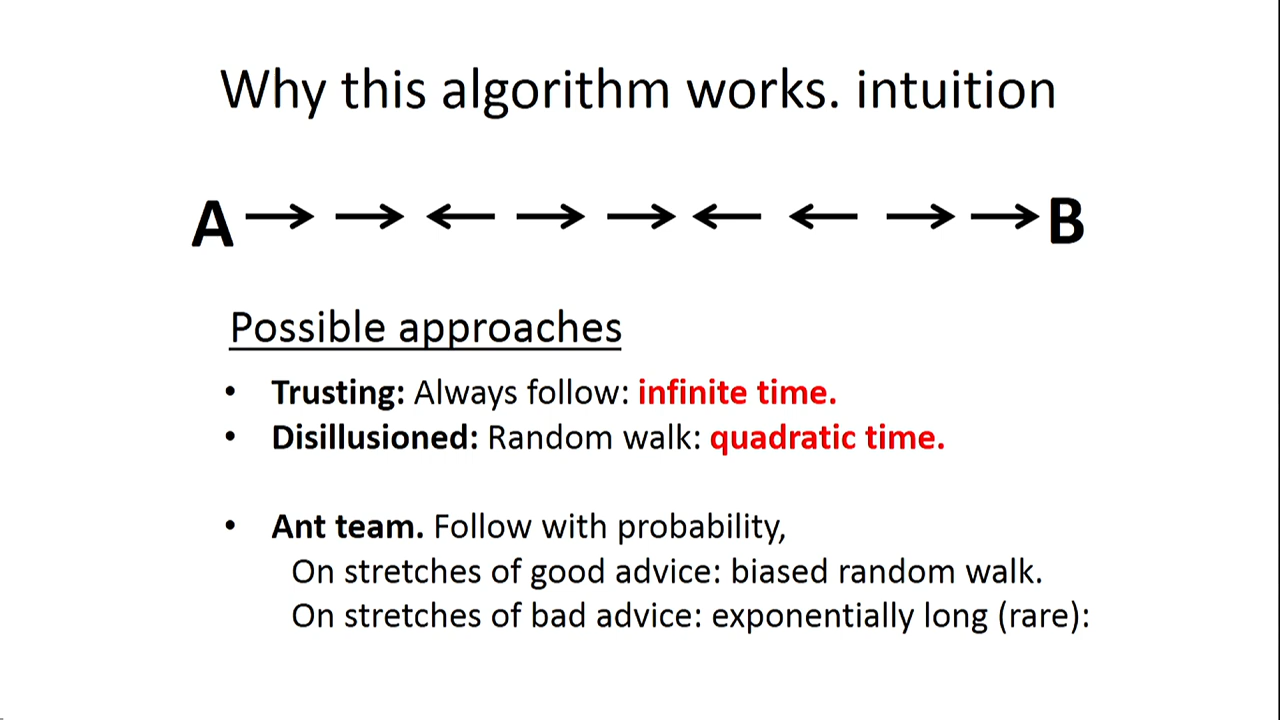 Why this algorithm works. intuition
A → → ← → → ← ← → → B
Possible approaches
• Trusting: Always follow: infinite time.
• Disillusioned: Random walk: quadratic time.
• Ant team. Follow with probability,
On stretches of good advice: biased random walk.
On stretches of bad advice: exponentially long (rare):